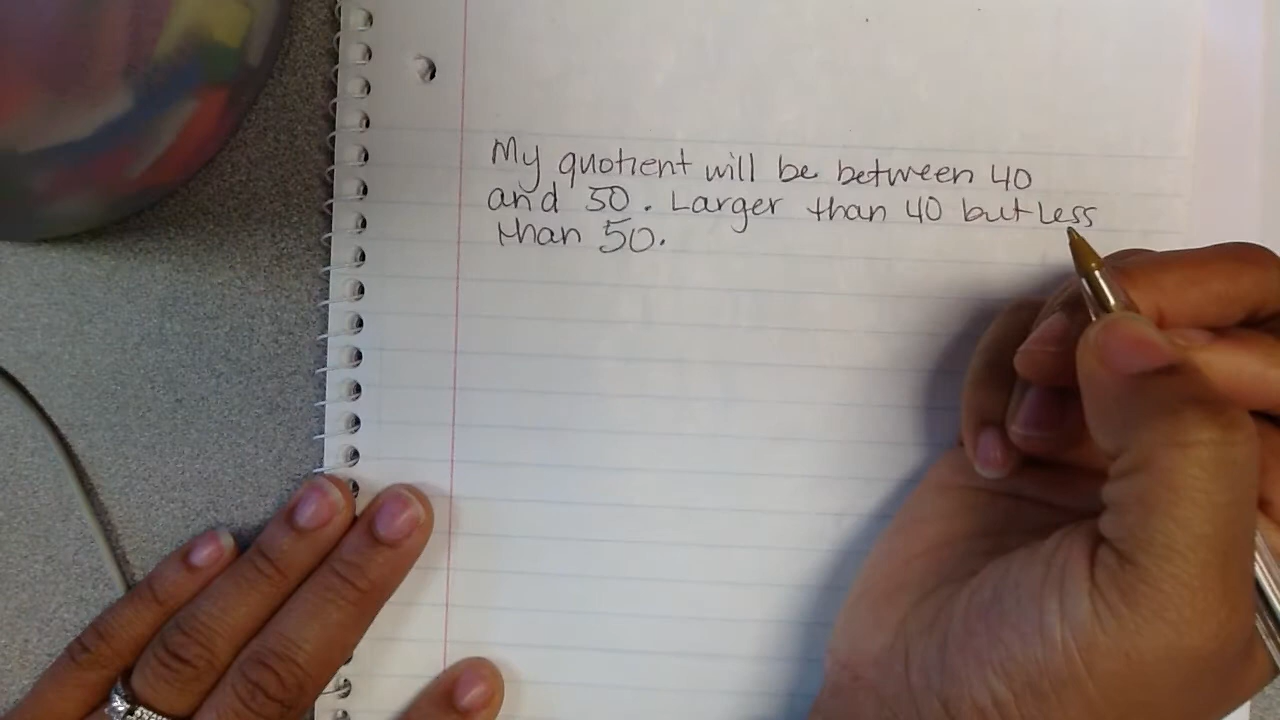 My quotient will be between 40
and 50. Larger than 40 but less
than 50.